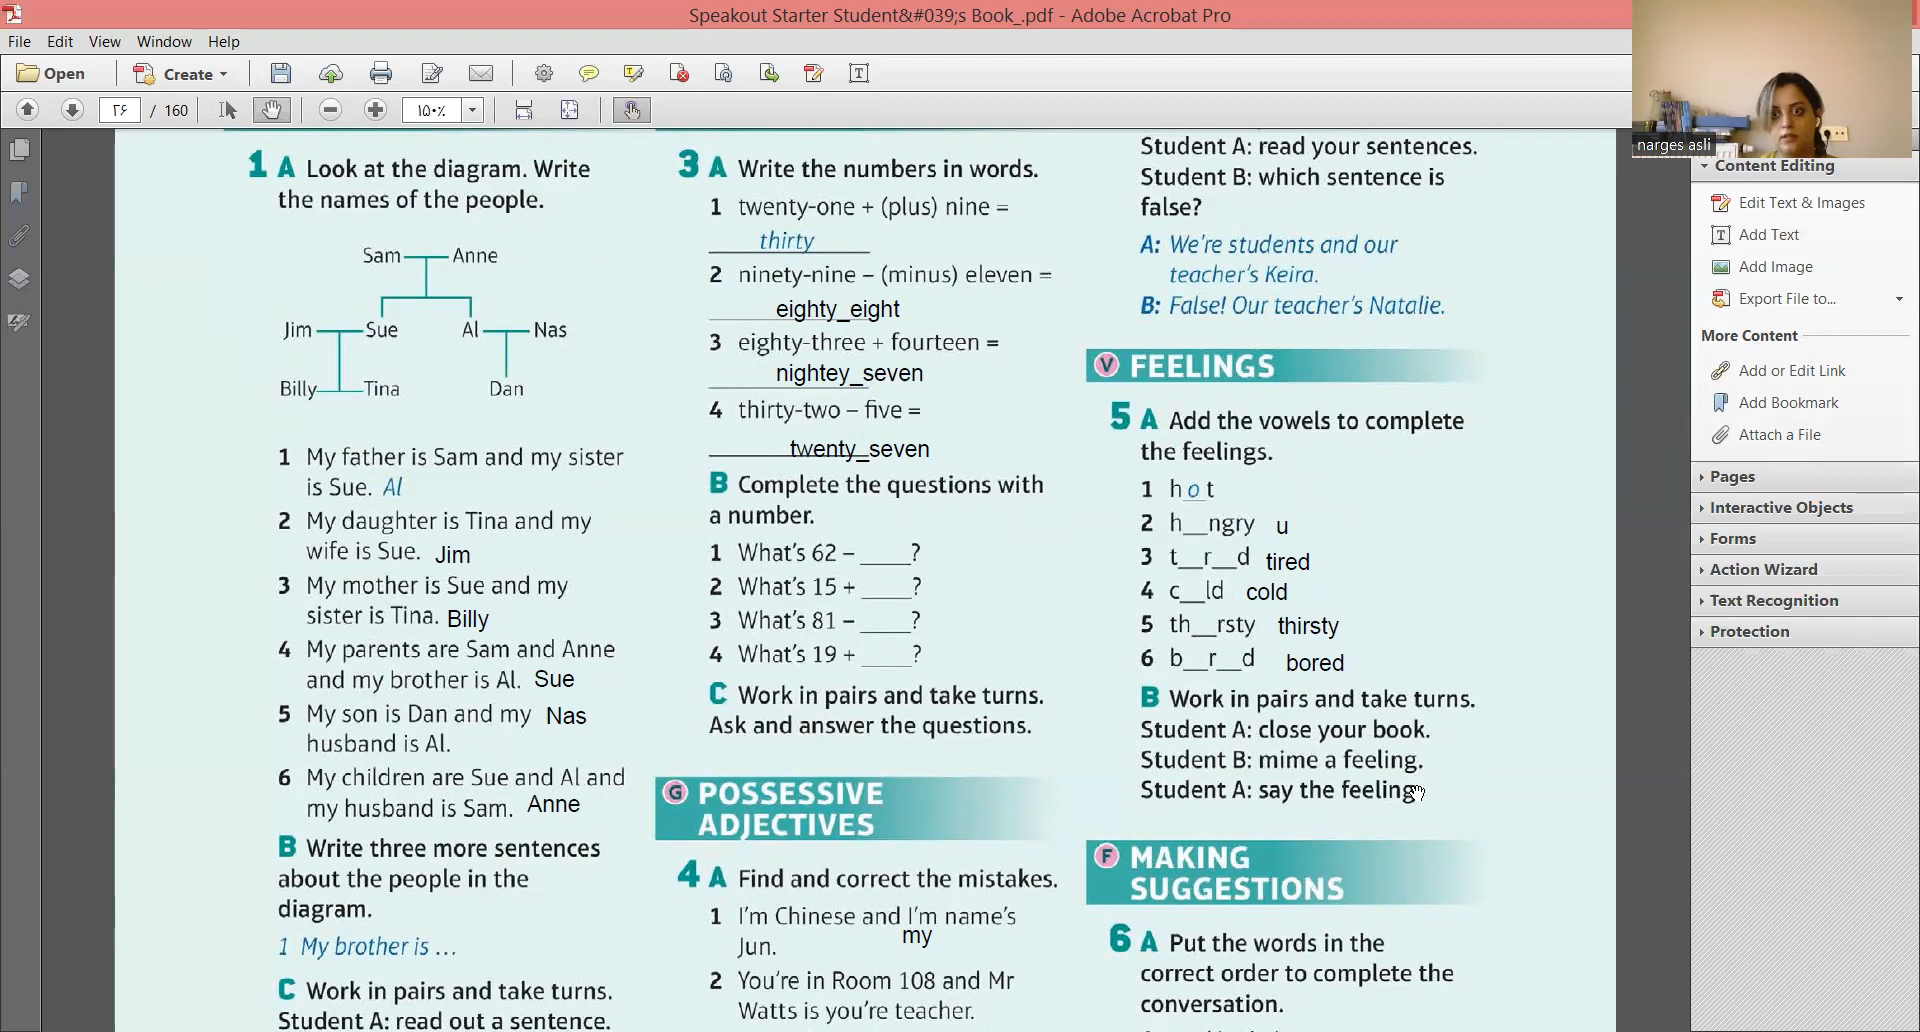 Speakout Starter Student&#039;s Book_.pdf - Adobe Acrobat Pro
File Edit View Window Help
Open Create
۲۶ / 160 ۱۵۰٪
1 A Look at the diagram. Write
the names of the people.
Sam Anne
Jim Sue Al Nas
Billy Tina Dan
1 My father is Sam and my sister
is Sue. Al
2 My daughter is Tina and my
wife is Sue. Jim
3 My mother is Sue and my
sister is Tina. Billy
4 My parents are Sam and Anne
and my brother is Al. Sue
5 My son is Dan and my Nas
husband is Al.
6 My children are Sue and Al and
my husband is Sam. Anne
B Write three more sentences
about the people in the
diagram.
1 My brother is ...
C Work in pairs and take turns.
Student A: read out a sentence.
3 A Write the numbers in words.
1 twenty-one + (plus) nine =
thirty
2 ninety-nine – (minus) eleven =
eighty_eight
3 eighty-three + fourteen =
nightey_seven
4 thirty-two – five =
twenty_seven
B Complete the questions with
a number.
1 What's 62 – _____?
2 What's 15 + _____?
3 What's 81 – _____?
4 What's 19 + _____?
C Work in pairs and take turns.
Ask and answer the questions.
G POSSESSIVE
ADJECTIVES
4 A Find and correct the mistakes.
1 I'm Chinese and I'm name's
my
Jun.
2 You're in Room 108 and Mr
Watts is you're teacher.
Student A: read your sentences.
Student B: which sentence is
false?
A: We're students and our
teacher's Keira.
B: False! Our teacher's Natalie.
V FEELINGS
5 A Add the vowels to complete
the feelings.
1 h o t
2 h__ngry u
3 t__r__d tired
4 c__ld cold
5 th__rsty thirsty
6 b__r__d bored
B Work in pairs and take turns.
Student A: close your book.
Student B: mime a feeling.
Student A: say the feeling
F MAKING
SUGGESTIONS
6 A Put the words in the
correct order to complete the
conversation.
narges asli
Content Editing
Edit Text & Images
Add Text
Add Image
Export File to...
More Content
Add or Edit Link
Add Bookmark
Attach a File
Pages
Interactive Objects
Forms
Action Wizard
Text Recognition
Protection